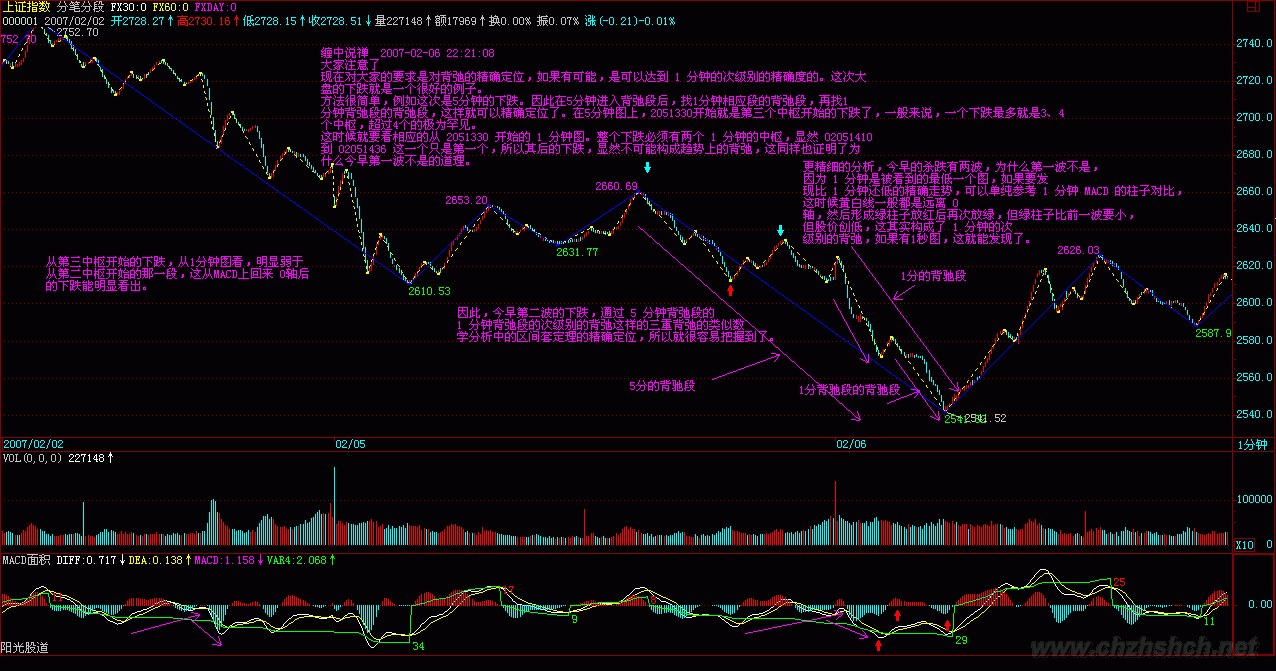 上证指数 分笔分段 FX30:0 FX60:0 FXDAY:0
000001 2007/02/02 开2728.27↑高2730.18↑低2728.15↑收2728.51↓量227148↑额17969↑换0.00% 振0.07% 涨(-0.21)-0.01%
2752.70
752.70
2740.0
2720.0
2700.0
2680.0
2660.0
2640.0
2620.0
2600.0
2580.0
2560.0
2540.0
缠中说禅 2007-02-08 22:21:08
大家注意了
现在对大家的要求是对背弛的精确定位，如果有可能，是可以达到 1 分钟的次级别的精确度的。这次大
盘的下跌就是一个很好的例子。
方法很简单，例如这次是5分钟的下跌。因此在5分钟进入背弛段后，找1分钟相应段的背弛段，再找1
分钟背弛段的背弛段，这样就可以精确定位了。在5分钟图上，2051330开始就是第三个中枢开始的下跌了，一般来说，一个下跌最多就是3、4
个中枢，超过4个的极为罕见。
这时候就要看相应的从 2051330 开始的 1 分钟图。整个下跌必须有两个 1 分钟的中枢，显然 02051410
到 02051436 这一个只是第一个，所以其后的下跌，显然不可能构成趋势上的背弛，这同样也证明了为
什么今早第一波不是的道理。
更精细的分析，今早的急跌有两波，为什么第一波不是，
因为 1 分钟是被看到的最低一个图，如果要发
现比 1 分钟还低的精确走势，可以单纯参考 1 分钟 MACD 的柱子对比，
这时候黄白线一般都是远离 0
轴，然后形成绿柱子放红后再次放绿，但绿柱子比前一波要小，
但股价创低，这其实构成了 1 分钟的次
级别的背弛，如果有1秒图，这就能发现了。
2660.69
2653.20
2631.77
2626.03
2610.53
从第三中枢开始的下跌，从1分钟图看，明显弱于
从第二中枢开始的那一段，这从MACD上回来 0轴后
的下跌能明显看出。
1分的背弛段
因此，今早第二波的下跌，通过 5 分钟背弛段的
1 分钟背弛段的次级别的背弛这样的三重背弛的类似数
学分析中的区间套定理的精确定位，所以就很容易把握到了。
2587.9
5分的背弛段
1分背弛段的背弛段
2541.52
2007/02/02
02/05
02/06
1分钟
VOL(0,0,0) 227148↑
100000
X10
0
MACD面积 DIFF:0.717↓DEA:0.138↑MACD:1.158↓VAR4:2.068↑
25
0.00
9
11
34
29
阳光股道
www.chzhshch.net